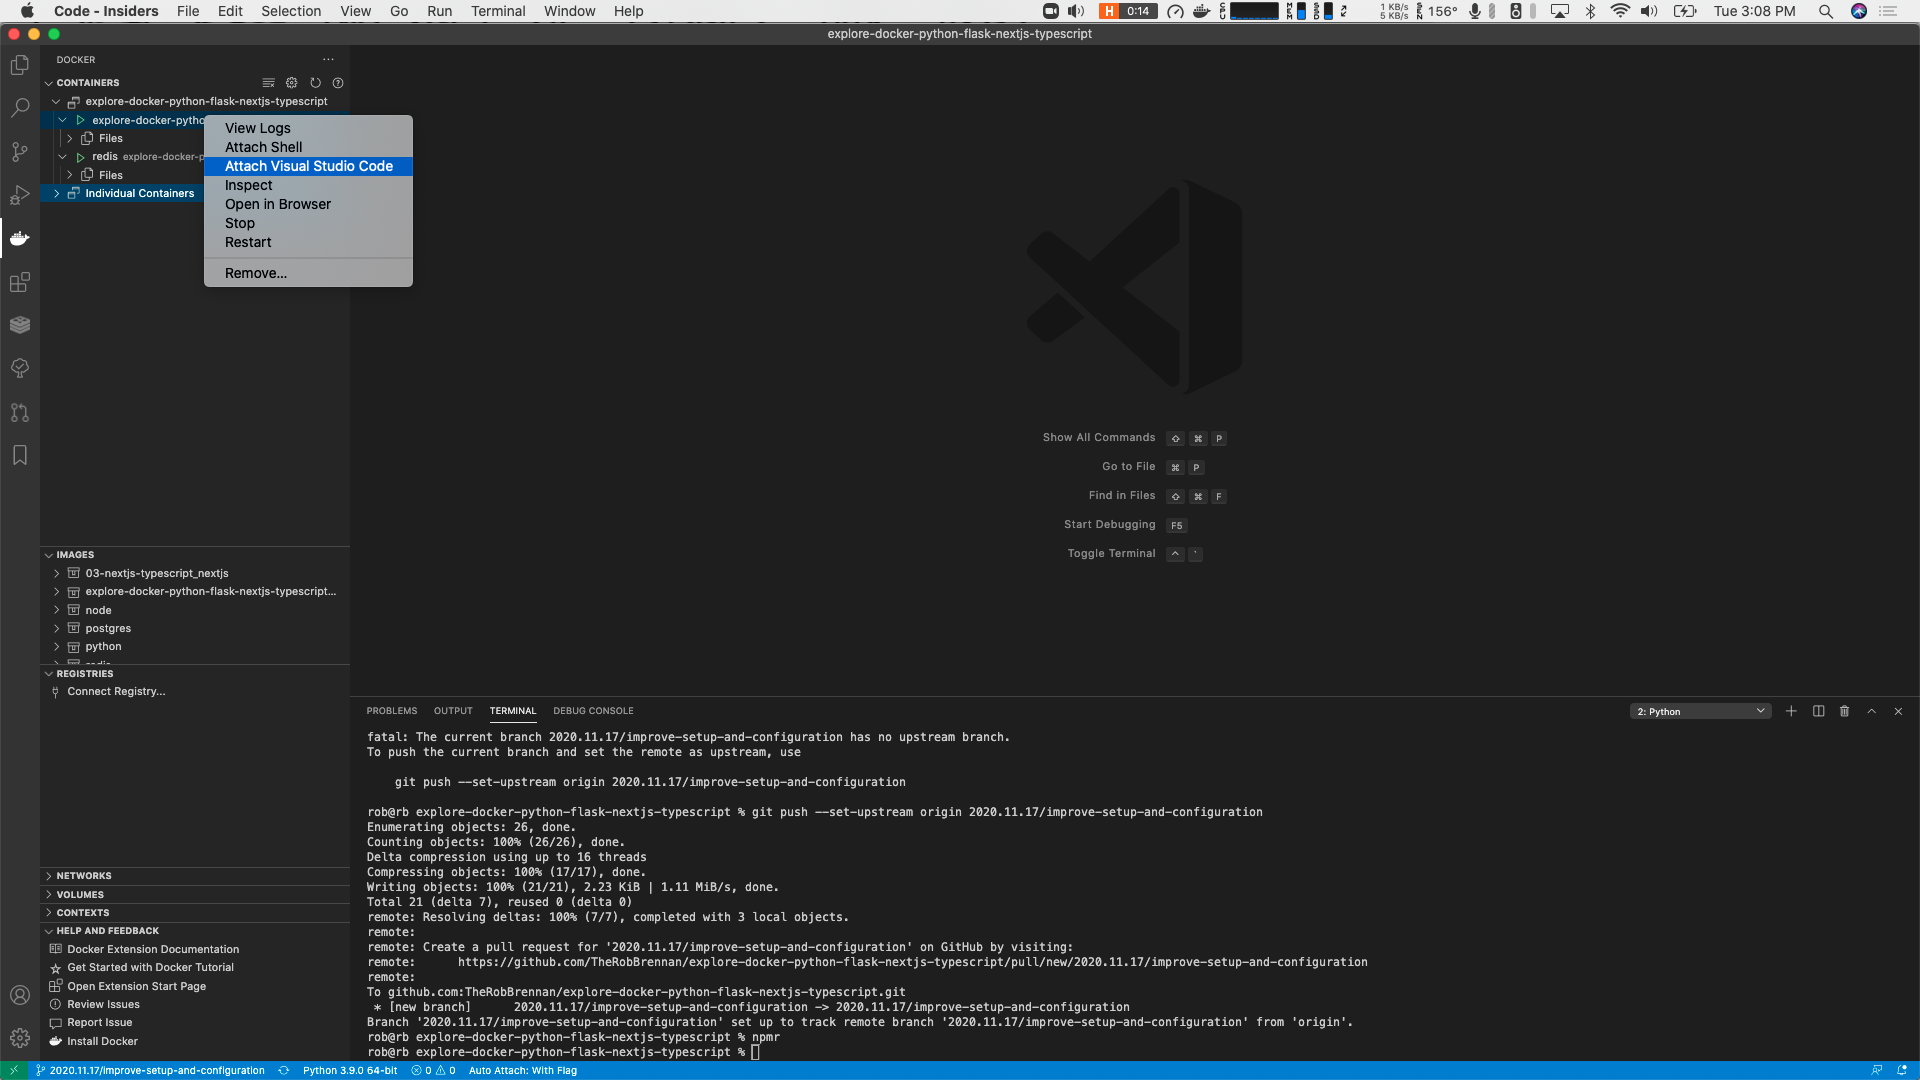 Code - Insiders File Edit Selection View Go Run Terminal Window Help
H 0:14 CPU MEM SSD 1 KB/s 5 KB/s SEN 156° Tue 3:08 PM
explore-docker-python-flask-nextjs-typescript
DOCKER
CONTAINERS
explore-docker-python-flask-nextjs-typescript
explore-docker-pytho
Files
redis explore-docker-p
Files
Individual Containers
View Logs
Attach Shell
Attach Visual Studio Code
Inspect
Open in Browser
Stop
Restart
Remove...
Show All Commands ⇧ ⌘ P
Go to File ⌘ P
Find in Files ⇧ ⌘ F
Start Debugging F5
Toggle Terminal ^ `
IMAGES
03-nextjs-typescript_nextjs
explore-docker-python-flask-nextjs-typescript...
node
postgres
python
redis
REGISTRIES
Connect Registry...
NETWORKS
VOLUMES
CONTEXTS
HELP AND FEEDBACK
Docker Extension Documentation
Get Started with Docker Tutorial
Open Extension Start Page
Review Issues
Report Issue
Install Docker
PROBLEMS OUTPUT TERMINAL DEBUG CONSOLE
2: Python
fatal: The current branch 2020.11.17/improve-setup-and-configuration has no upstream branch.
To push the current branch and set the remote as upstream, use
git push --set-upstream origin 2020.11.17/improve-setup-and-configuration
rob@rb explore-docker-python-flask-nextjs-typescript % git push --set-upstream origin 2020.11.17/improve-setup-and-configuration
Enumerating objects: 26, done.
Counting objects: 100% (26/26), done.
Delta compression using up to 16 threads
Compressing objects: 100% (17/17), done.
Writing objects: 100% (21/21), 2.23 KiB | 1.11 MiB/s, done.
Total 21 (delta 7), reused 0 (delta 0)
remote: Resolving deltas: 100% (7/7), completed with 3 local objects.
remote:
remote: Create a pull request for '2020.11.17/improve-setup-and-configuration' on GitHub by visiting:
remote: https://github.com/TheRobBrennan/explore-docker-python-flask-nextjs-typescript/pull/new/2020.11.17/improve-setup-and-configuration
remote:
To github.com:TheRobBrennan/explore-docker-python-flask-nextjs-typescript.git
* [new branch] 2020.11.17/improve-setup-and-configuration -> 2020.11.17/improve-setup-and-configuration
Branch '2020.11.17/improve-setup-and-configuration' set up to track remote branch '2020.11.17/improve-setup-and-configuration' from 'origin'.
rob@rb explore-docker-python-flask-nextjs-typescript % npmr
rob@rb explore-docker-python-flask-nextjs-typescript %
2020.11.17/improve-setup-and-configuration Python 3.9.0 64-bit 0 0 Auto Attach: With Flag